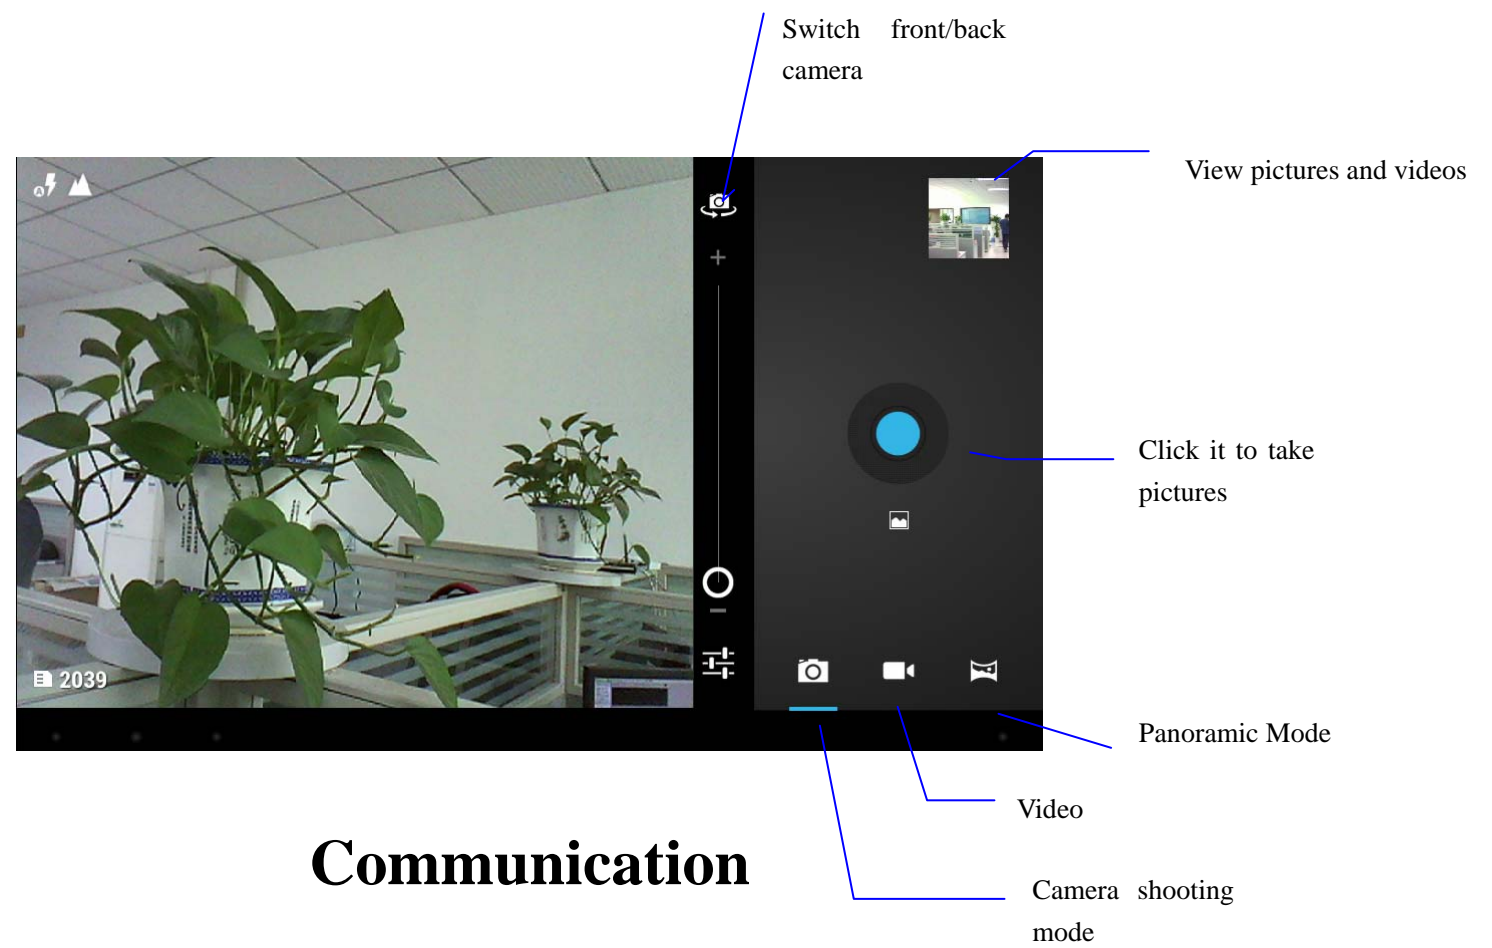 Switch front/back
camera
View pictures and videos
Click it to take
pictures
2039
Panoramic Mode
Video
Communication
Camera shooting
mode